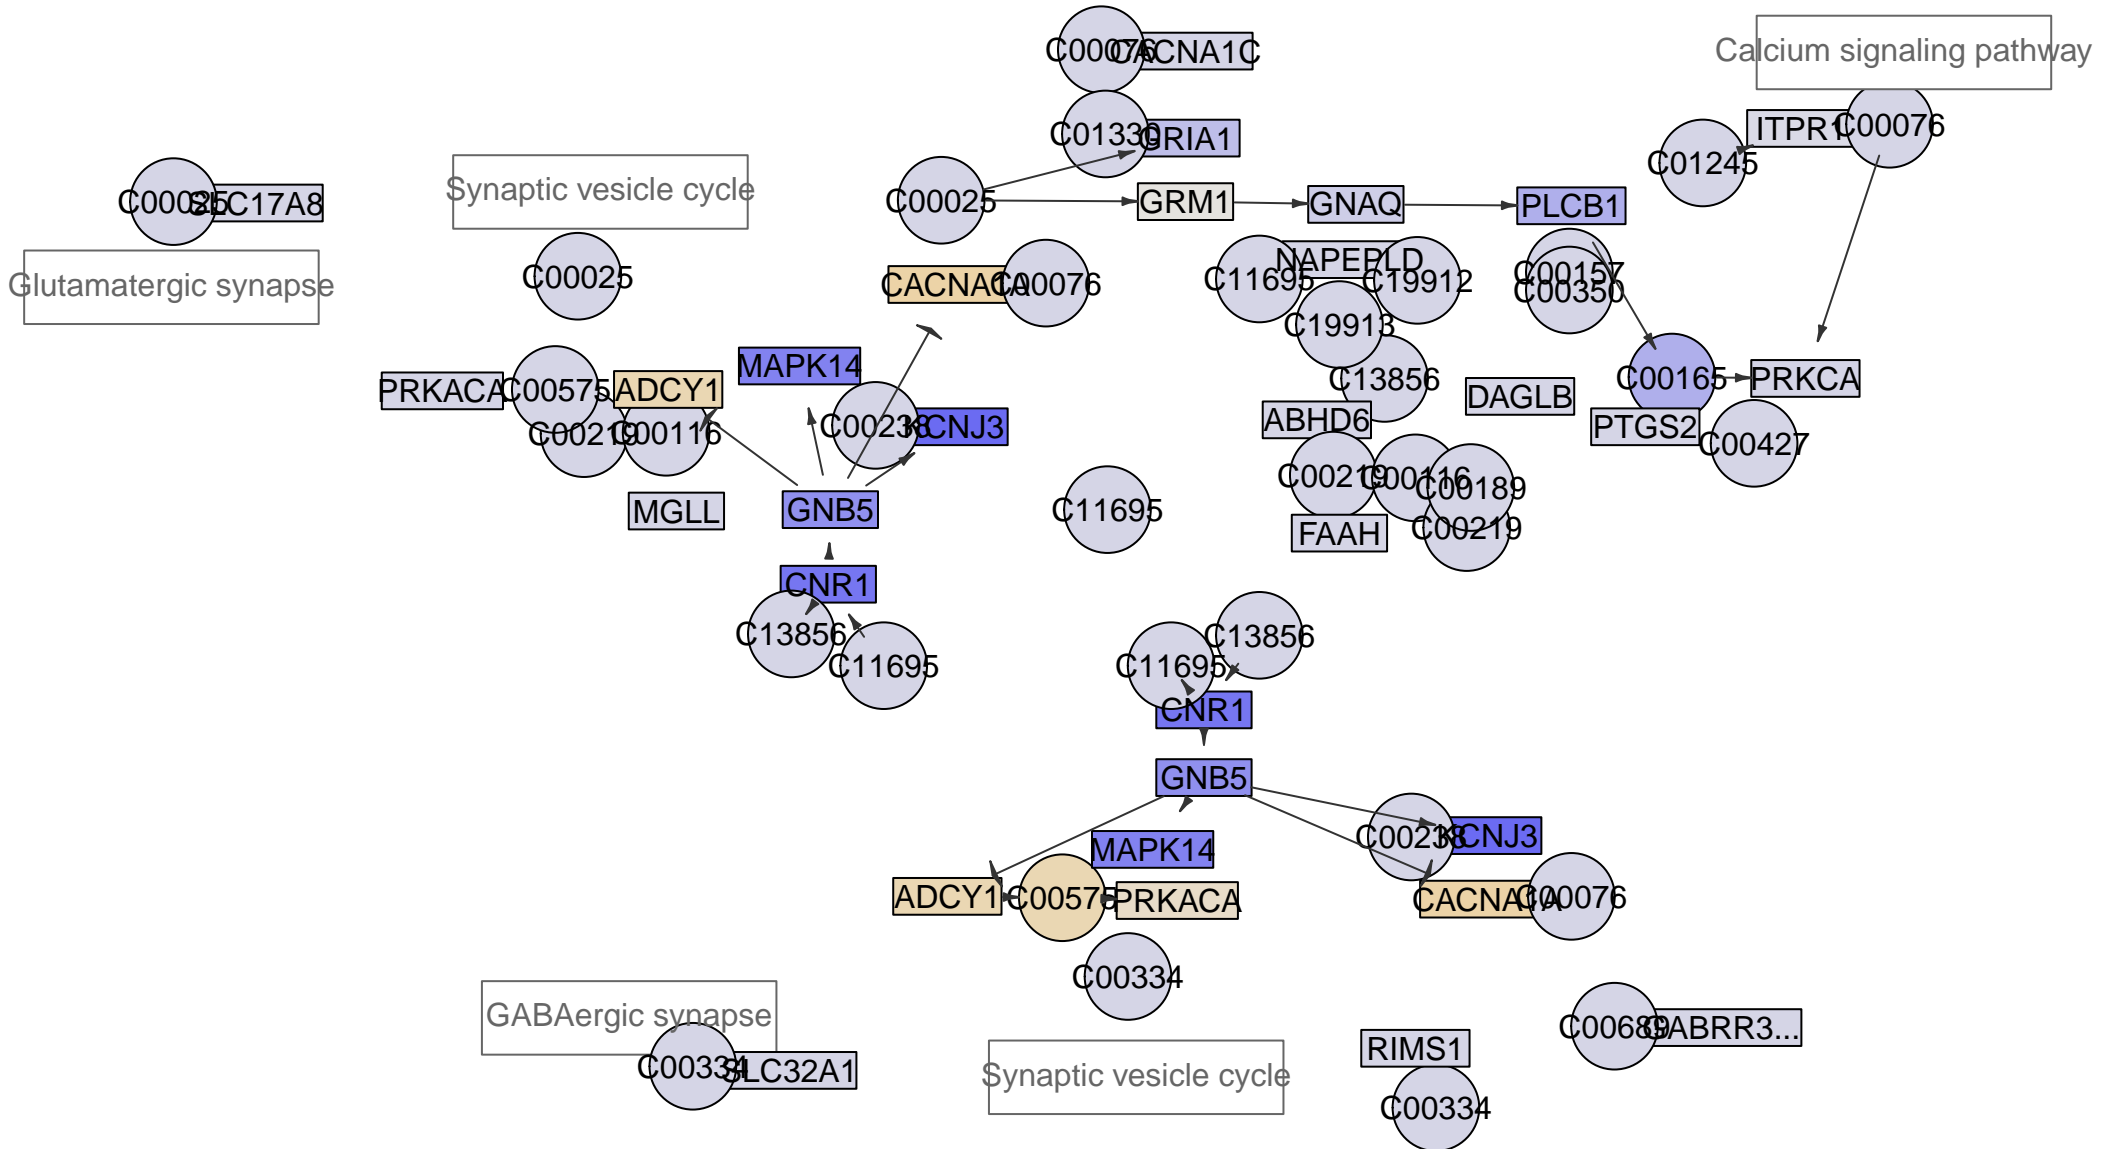 C00076
CACNA1C
Calcium signaling pathway
C01330
GRIA1
ITPR1
C00076
C01245
C00025
SLC17A8
Synaptic vesicle cycle
C00025
GRM1
GNAQ
PLCB1
Glutamatergic synapse
C00025
CACNA1A
C00076
C11695
NAPEPLD
C19912
C00157
C00350
C19913
MAPK14
PRKACA
C00575
ADCY1
C13856
DAGLB
C00165
PRKCA
C00219
C00116
C00238
KCNJ3
ABHD6
PTGS2
C00427
MGLL
GNB5
C11695
C00219
C00116
C00189
FAAH
C00219
CNR1
C13856
C11695
C11695
C13856
CNR1
GNB5
MAPK14
C00238
KCNJ3
ADCY1
C00575
PRKACA
CACNA1A
C00076
C00334
GABAergic synapse
C00334
SLC32A1
Synaptic vesicle cycle
RIMS1
C00334
C00689
GABRR3...